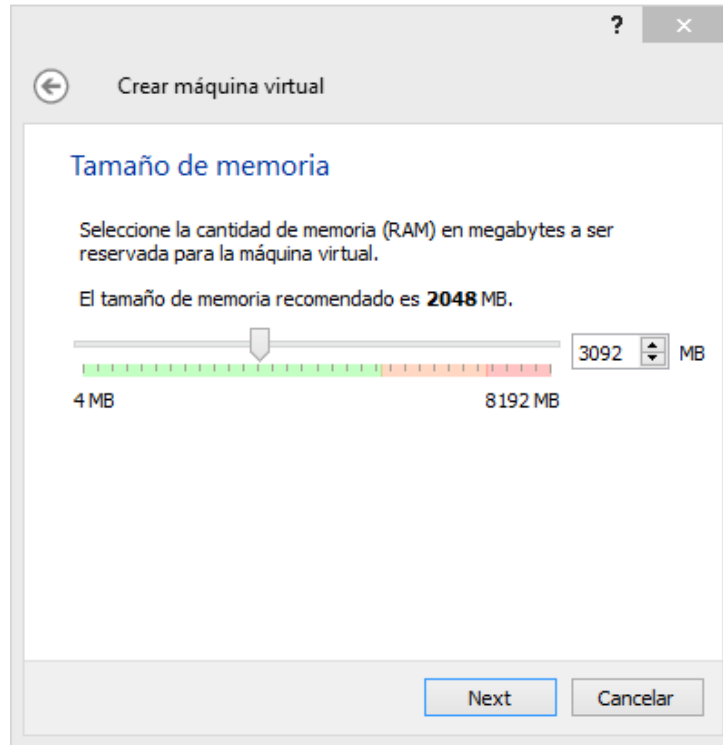 ?
Crear máquina virtual
Tamaño de memoria
Seleccione la cantidad de memoria (RAM) en megabytes a ser
reservada para la máquina virtual.
El tamaño de memoria recomendado es 2048 MB.
3092 MB
4 MB 8192 MB
Next Cancelar